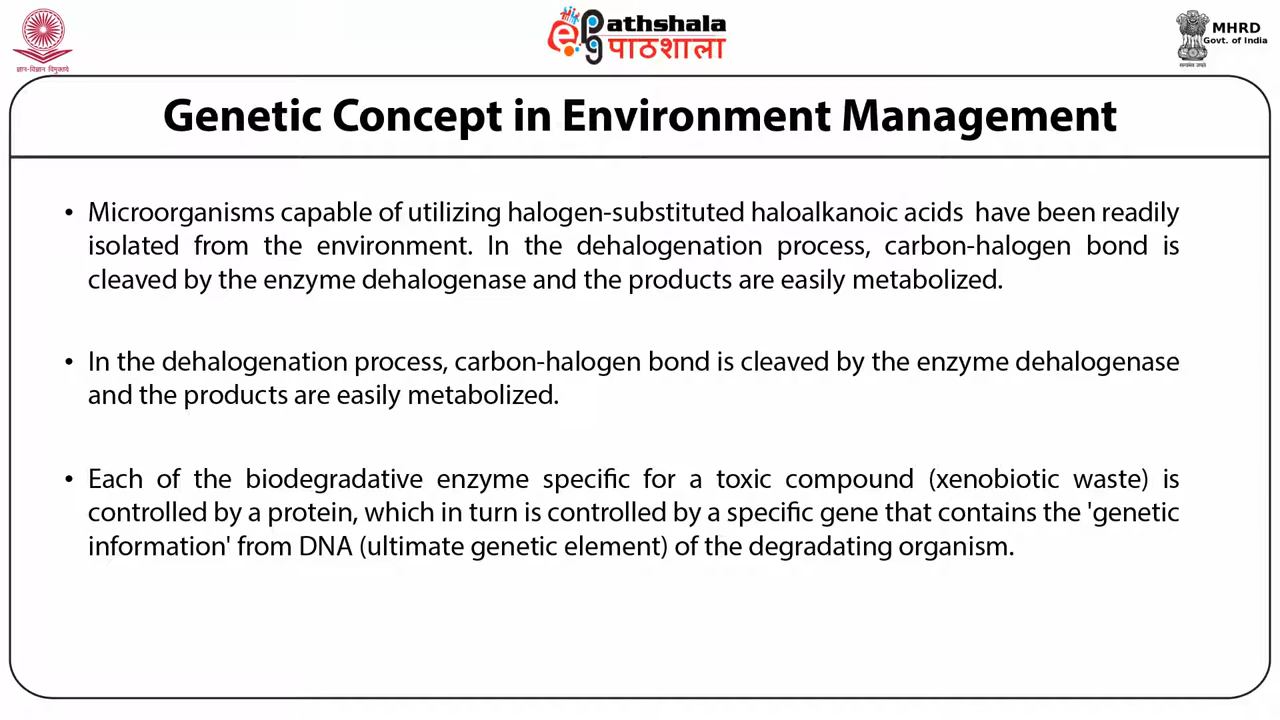 ज्ञान-विज्ञान विमुक्तये
ePathshala
पाठशाला
MHRD
Govt. of India
सत्यमेव जयते
Genetic Concept in Environment Management
• Microorganisms capable of utilizing halogen-substituted haloalkanoic acids have been readily
isolated from the environment. In the dehalogenation process, carbon-halogen bond is
cleaved by the enzyme dehalogenase and the products are easily metabolized.
• In the dehalogenation process, carbon-halogen bond is cleaved by the enzyme dehalogenase
and the products are easily metabolized.
• Each of the biodegradative enzyme specific for a toxic compound (xenobiotic waste) is
controlled by a protein, which in turn is controlled by a specific gene that contains the 'genetic
information' from DNA (ultimate genetic element) of the degradating organism.